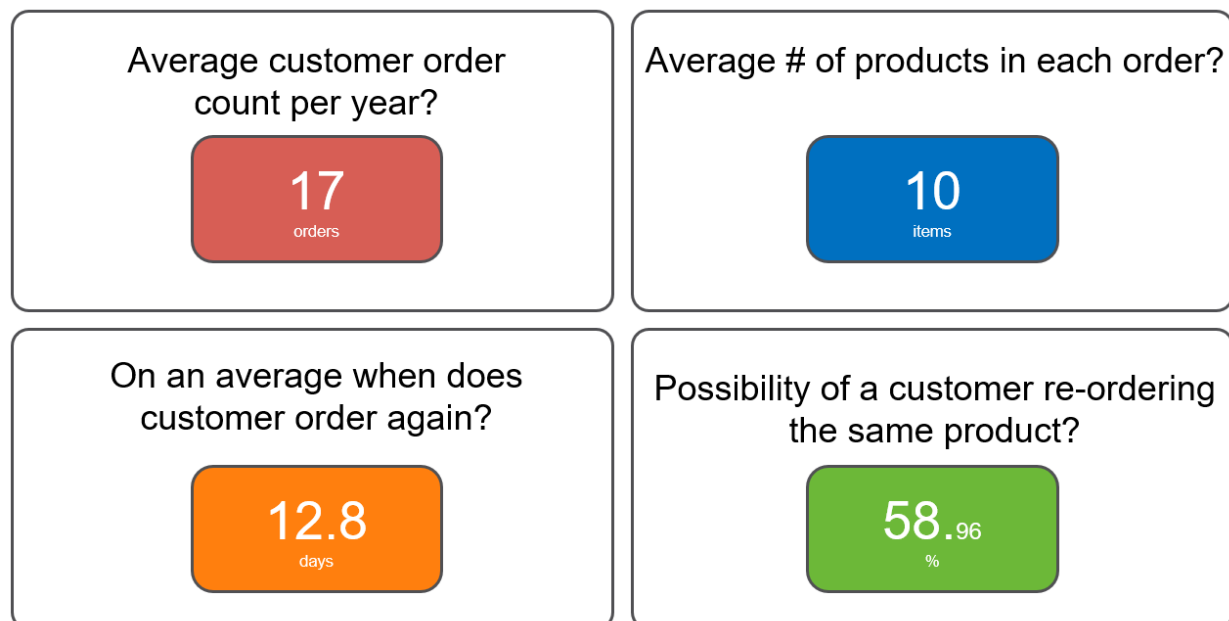 Average customer order
count per year?
17
orders
Average # of products in each order?
10
items
On an average when does
customer order again?
12.8
days
Possibility of a customer re-ordering
the same product?
58.96
%